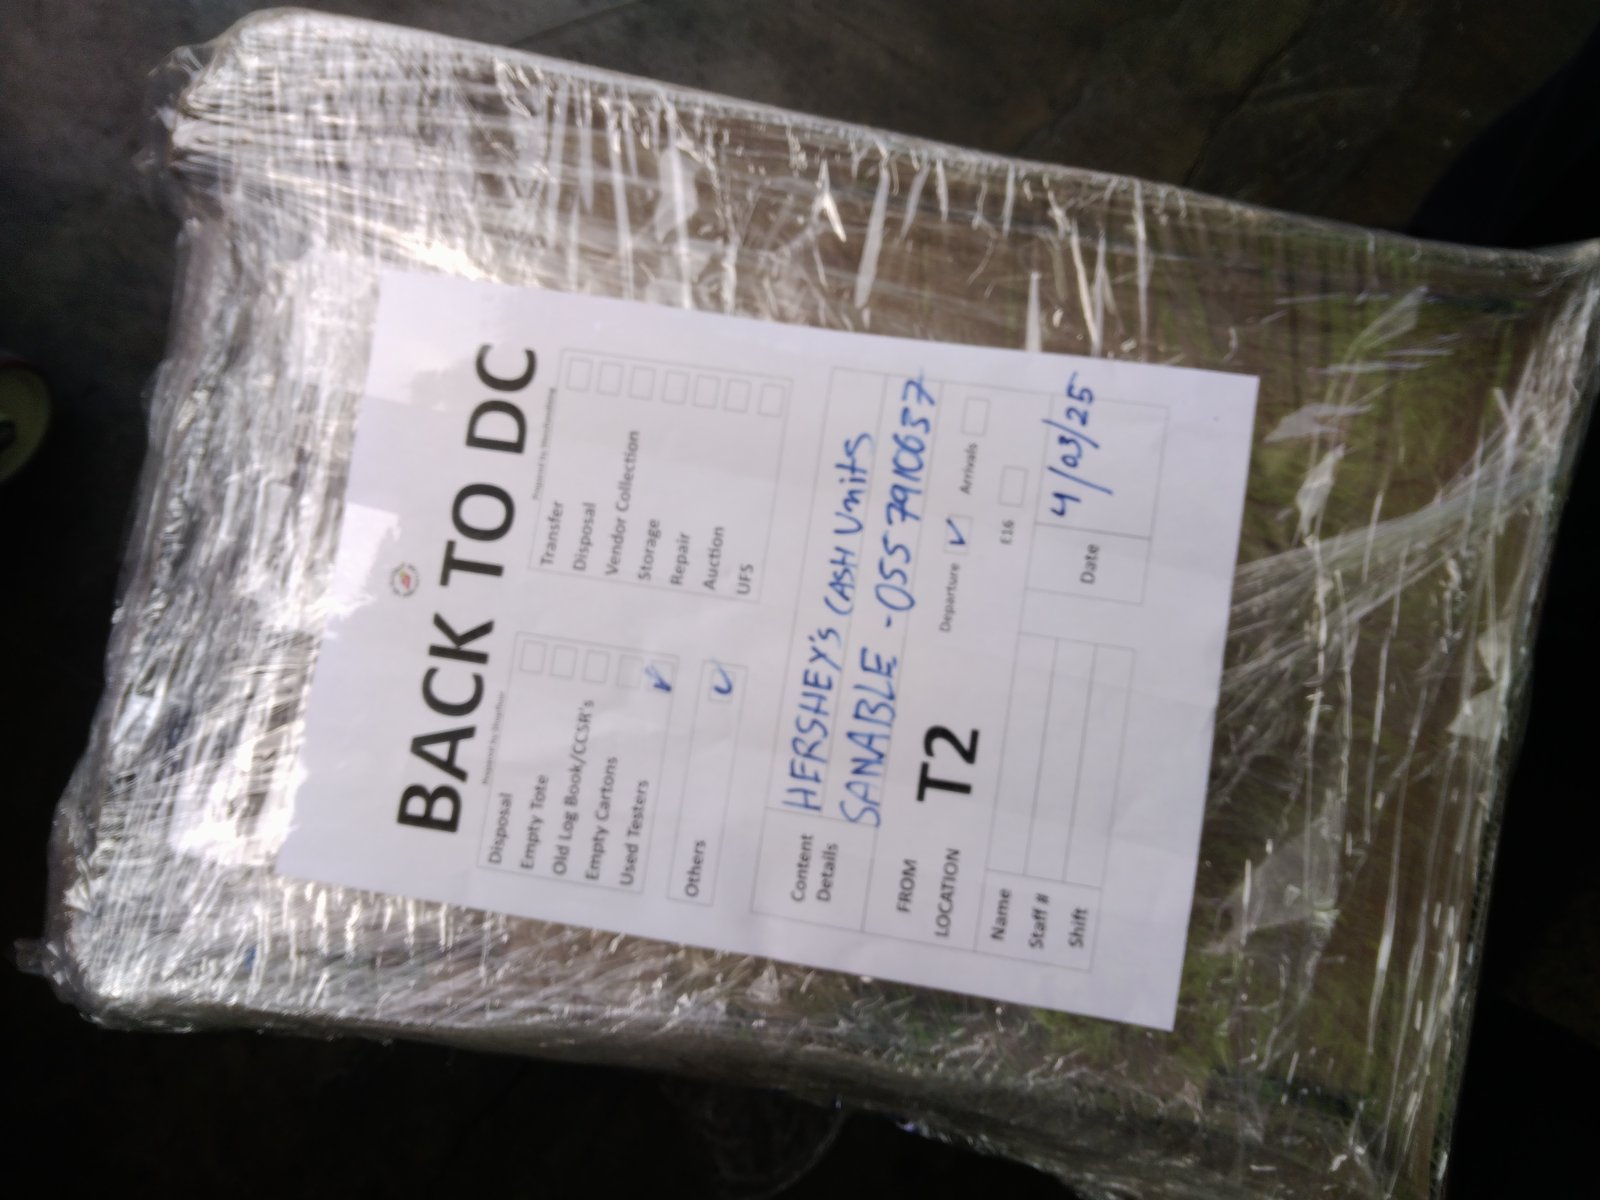 BACK TO DC
Disposal
Empty Tote
Old Log Book/CCSR's
Empty Cartons
Used Testers
Others
Transfer
Disposal
Vendor Collection
Storage
Repair
Auction
UFS
Content Details
HERSHEY'S CASH Units
SANABLE - 0557910637
FROM LOCATION
T2
Departure ✓ Arrivals
E16
Name
Staff #
Shift
Date 4/03/25